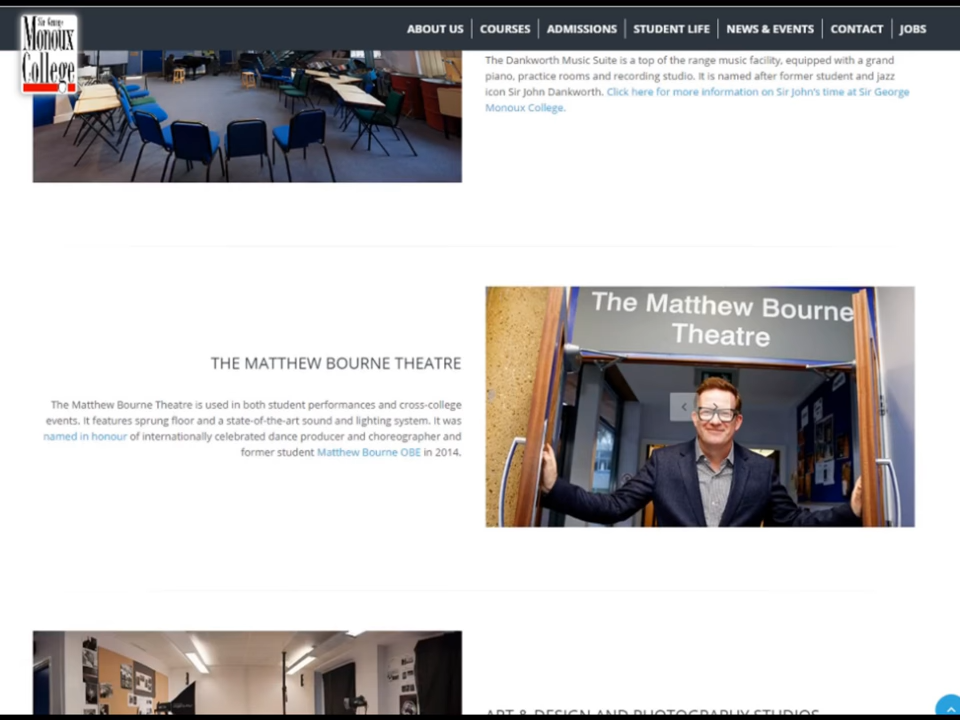 Sir George
Monoux
College
ABOUT US
COURSES
ADMISSIONS
STUDENT LIFE
NEWS & EVENTS
CONTACT
JOBS
The Dankworth Music Suite is a top of the range music facility, equipped with a grand
piano, practice rooms and recording studio. It is named after former student and jazz
icon Sir John Dankworth. Click here for more information on Sir John's time at Sir George
Monoux College.
The Matthew Bourne
Theatre
THE MATTHEW BOURNE THEATRE
The Matthew Bourne Theatre is used in both student performances and cross-college
events. It features sprung floor and a state-of-the-art sound and lighting system. It was
named in honour of internationally celebrated dance producer and choreographer and
former student Matthew Bourne OBE in 2014.
ART & DESIGN AND PHOTOGRAPHY STUDIOS